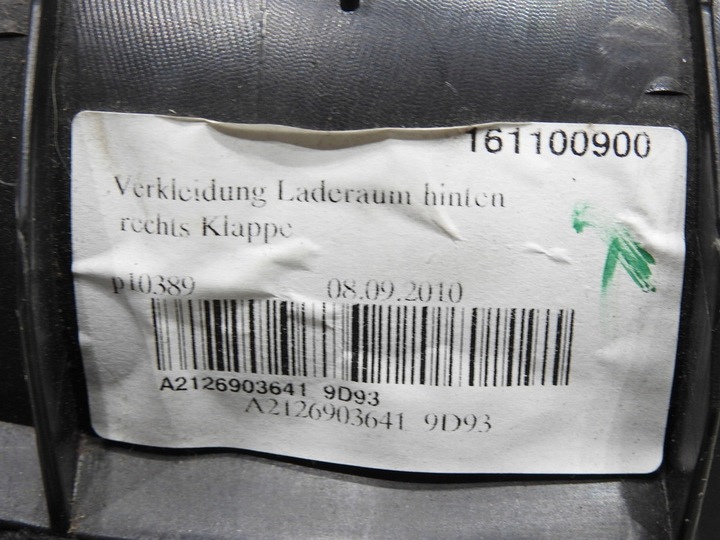 161100900
Verkleidung Laderaum hinten
rechts Klappe
p10389 08.09.2010
A2126903641 9D93
A2126903641 9D93